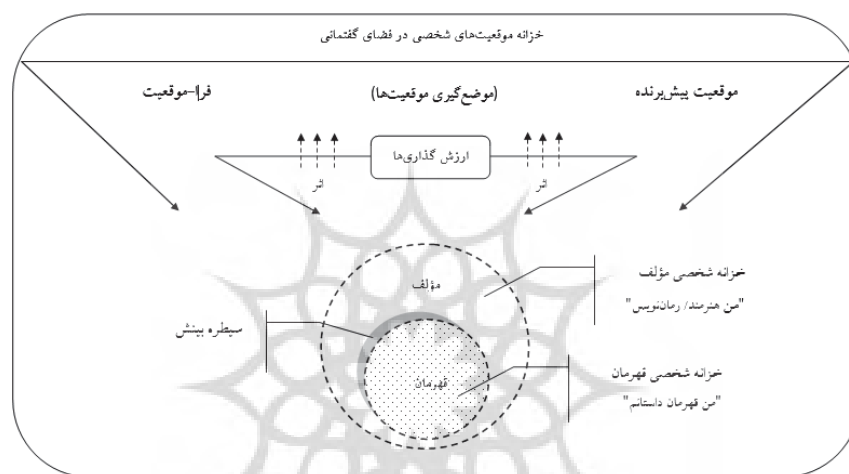 خزانه موقعیت‌های شخصی در فضای گفتمانی
موقعیت پیش‌برنده
(موضع‌گیری موقعیت‌ها)
فرا-موقعیت
ارزش گذاری‌ها
اثر
اثر
مؤلف
خزانه شخصی مؤلف
"من هنرمند/ رمان‌نویس"
سیطره بینش
قهرمان
خزانه شخصی قهرمان
"من قهرمان داستانم"